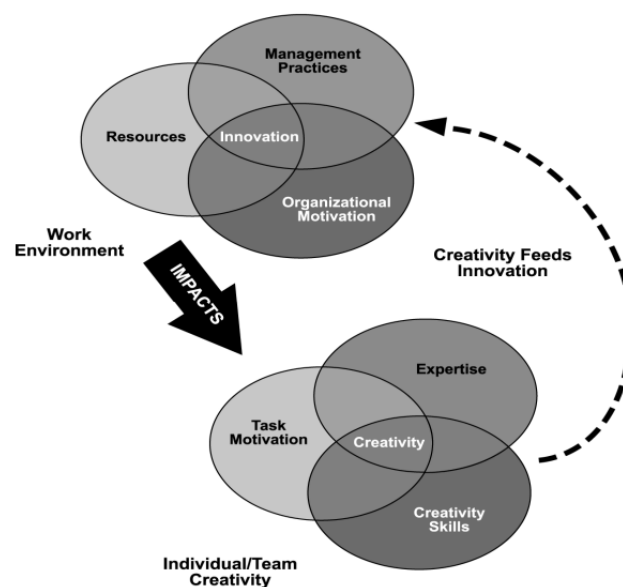 Management
Practices
Resources
Innovation
Organizational
Motivation
Work
Environment
IMPACTS
Creativity Feeds
Innovation
Expertise
Task
Motivation
Creativity
Creativity
Skills
Individual/Team
Creativity